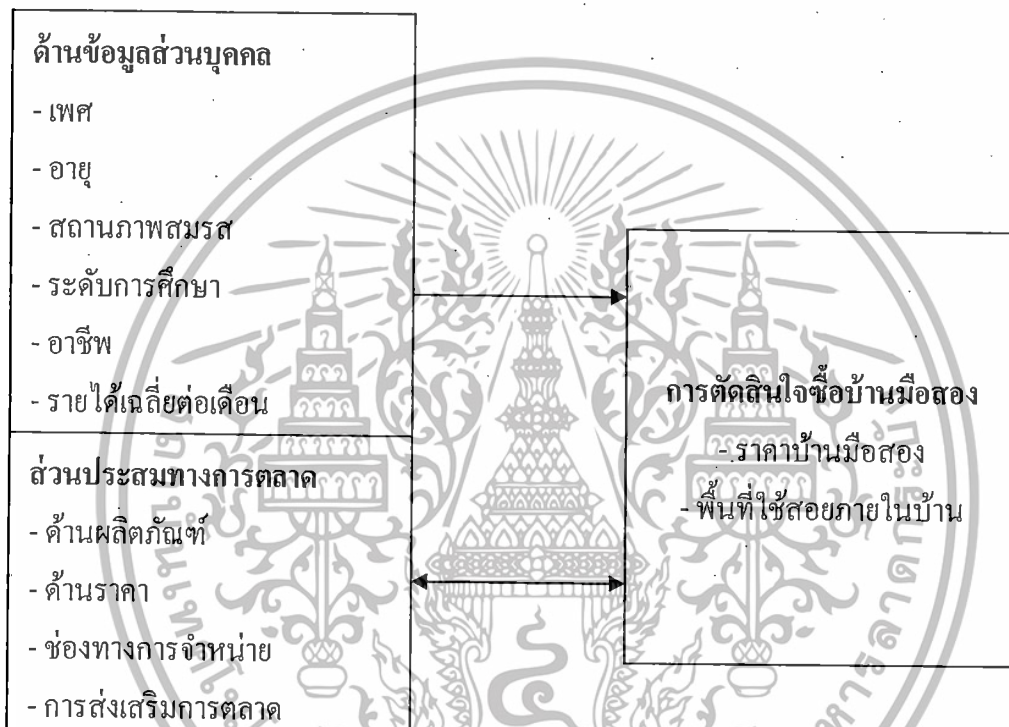 ด้านข้อมูลส่วนบุคคล
- เพศ
- อายุ
- สถานภาพสมรส
- ระดับการศึกษา
- อาชีพ
- รายได้เฉลี่ยต่อเดือน
ส่วนประสมทางการตลาด
- ด้านผลิตภัณฑ์
- ด้านราคา
- ช่องทางการจำหน่าย
- การส่งเสริมการตลาด
การตัดสินใจซื้อบ้านมือสอง
- ราคาบ้านมือสอง
- พื้นที่ใช้สอยภายในบ้าน